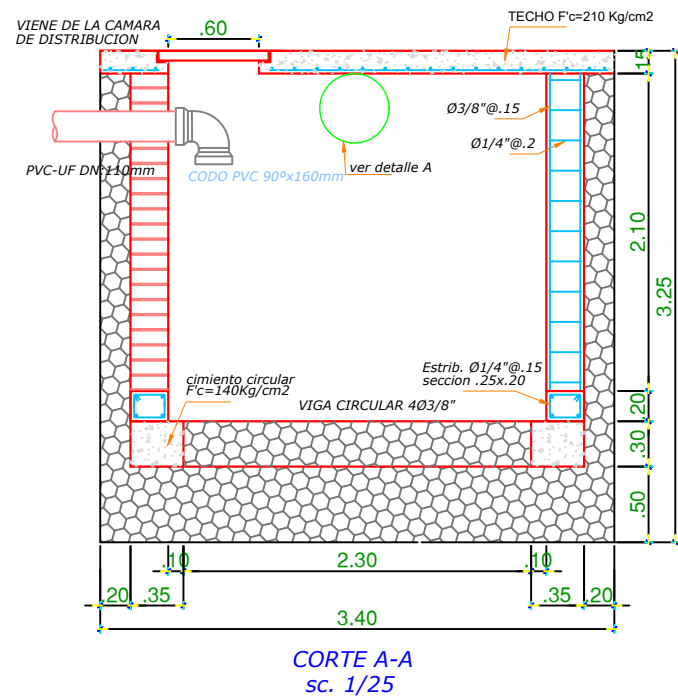 VIENE DE LA CAMARA
DE DISTRIBUCION
.60
TECHO F'c=210 Kg/cm2
.15
Ø3/8"@.15
Ø1/4"@.2
PVC-UF DN:110mm
CODO PVC 90ºx160mm
ver detalle A
2.10
3.25
cimiento circular
F'c=140Kg/cm2
VIGA CIRCULAR 4Ø3/8"
Estrib. Ø1/4"@.15
seccion .25x.20
.20
.30
.50
.10
2.30
.10
.20
.35
.35
.20
3.40
CORTE A-A
sc. 1/25